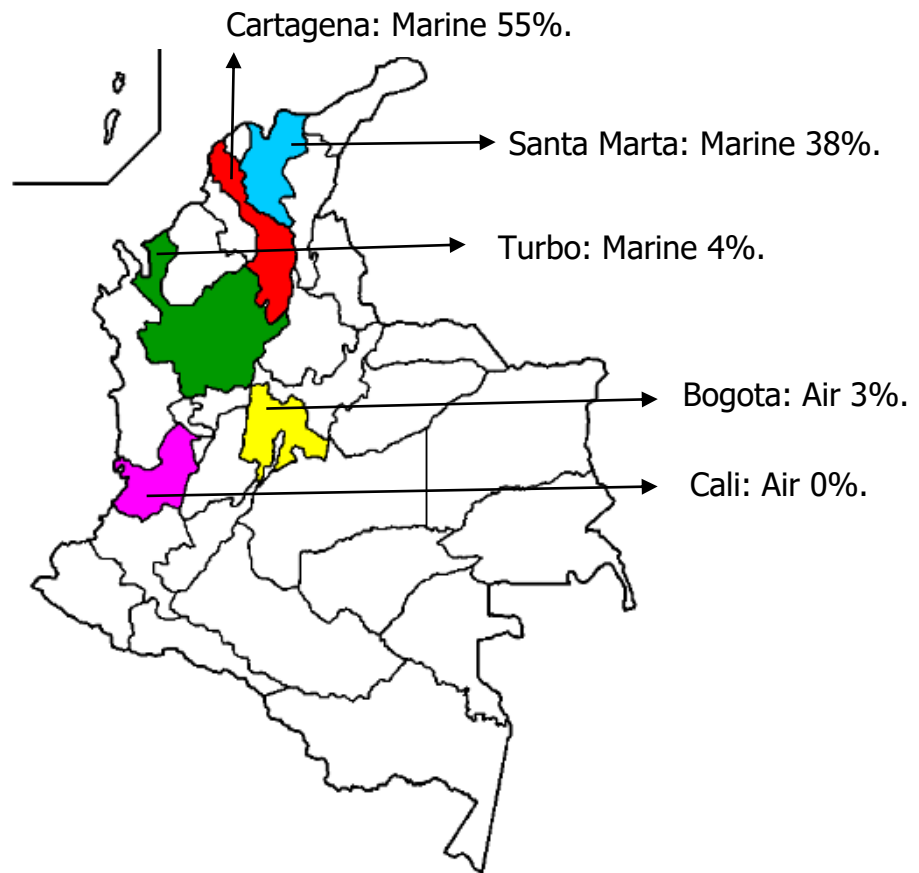 Cartagena: Marine 55%.
Santa Marta: Marine 38%.
Turbo: Marine 4%.
Bogota: Air 3%.
Cali: Air 0%.